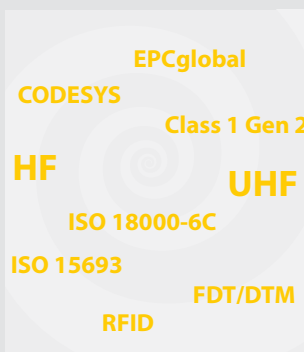 EPCglobal
CODESYS
Class 1 Gen 2
HF
UHF
ISO 18000-6C
ISO 15693
FDT/DTM
RFID